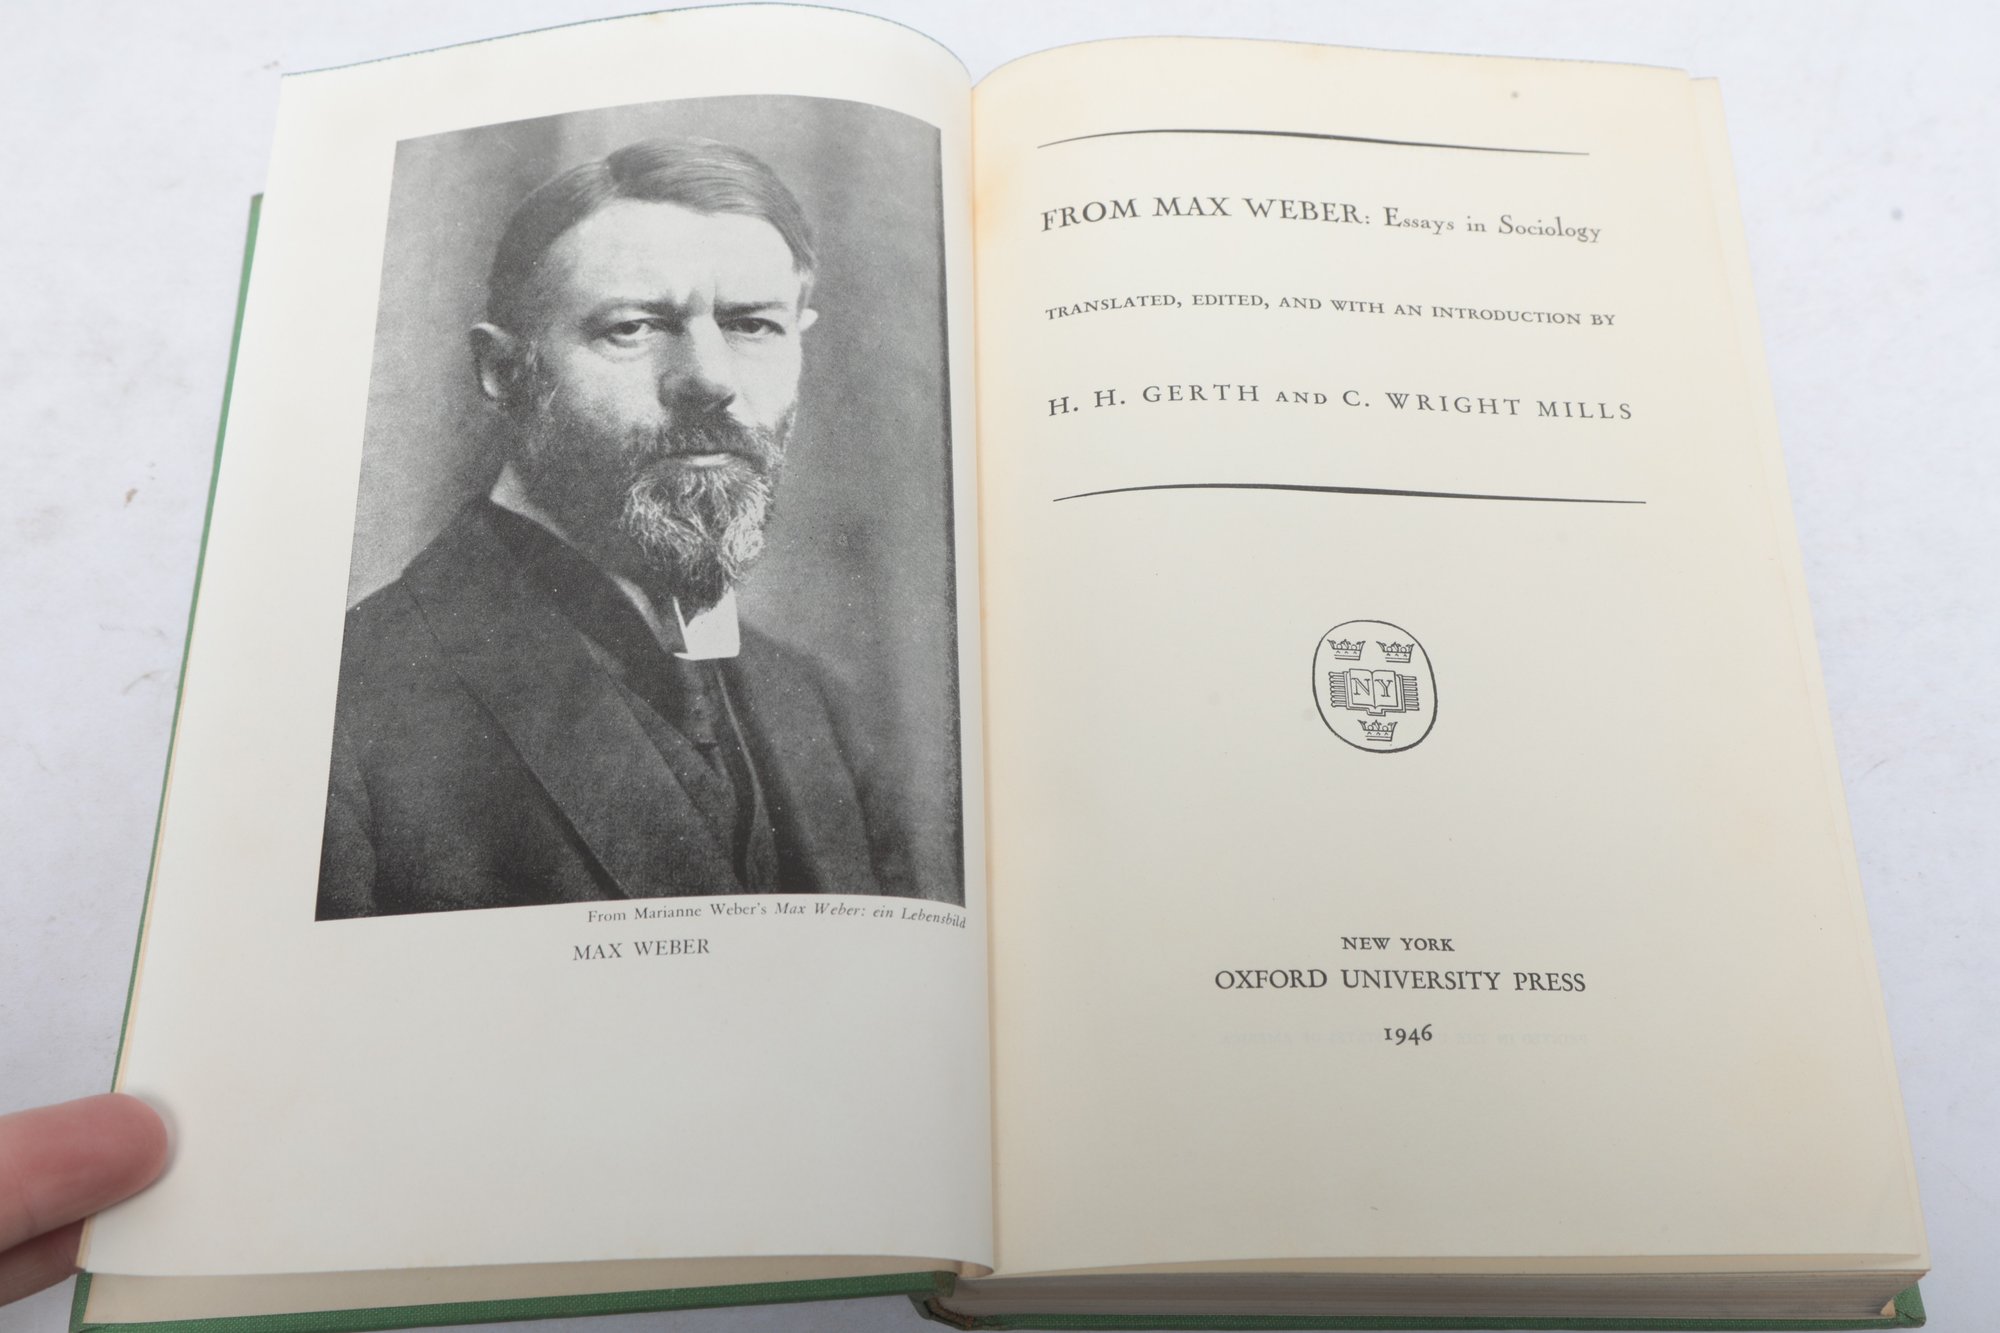 From Marianne Weber's Max Weber: ein Lebensbild
MAX WEBER
FROM MAX WEBER: Essays in Sociology
TRANSLATED, EDITED, AND WITH AN INTRODUCTION BY
H. H. GERTH AND C. WRIGHT MILLS
NY
NEW YORK
OXFORD UNIVERSITY PRESS
1946